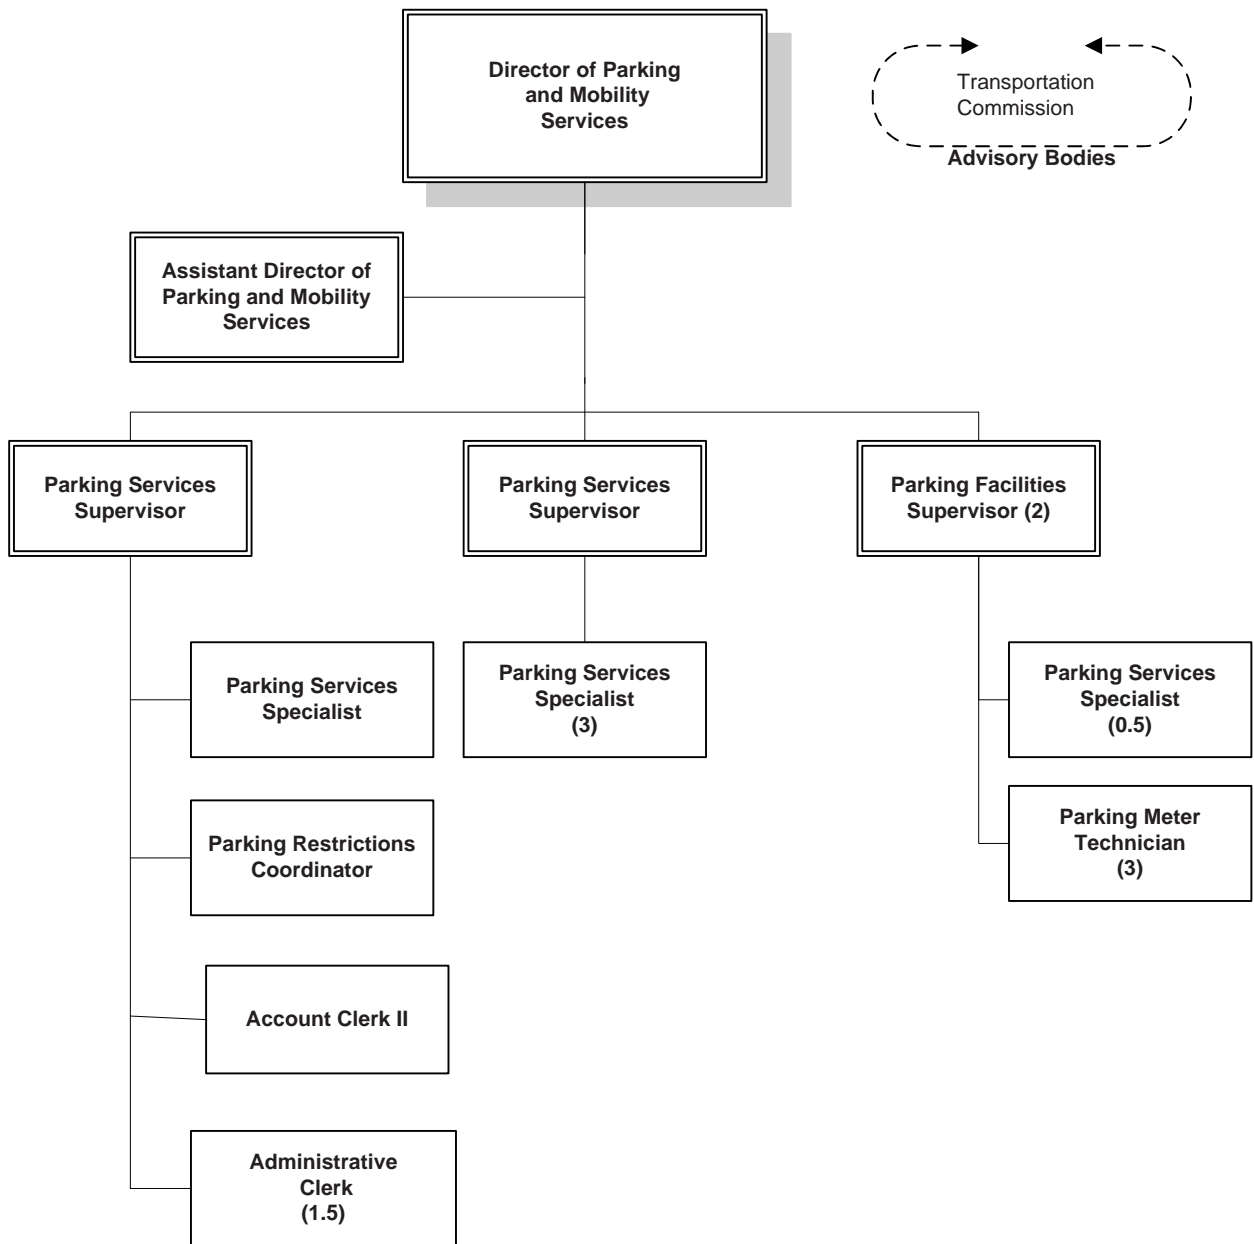 Director of Parking
and Mobility
Services
Transportation
Commission
Advisory Bodies
Assistant Director of
Parking and Mobility
Services
Parking Services
Supervisor
Parking Services
Supervisor
Parking Facilities
Supervisor (2)
Parking Services
Specialist
Parking Services
Specialist
(3)
Parking Services
Specialist
(0.5)
Parking Restrictions
Coordinator
Parking Meter
Technician
(3)
Account Clerk II
Administrative
Clerk
(1.5)